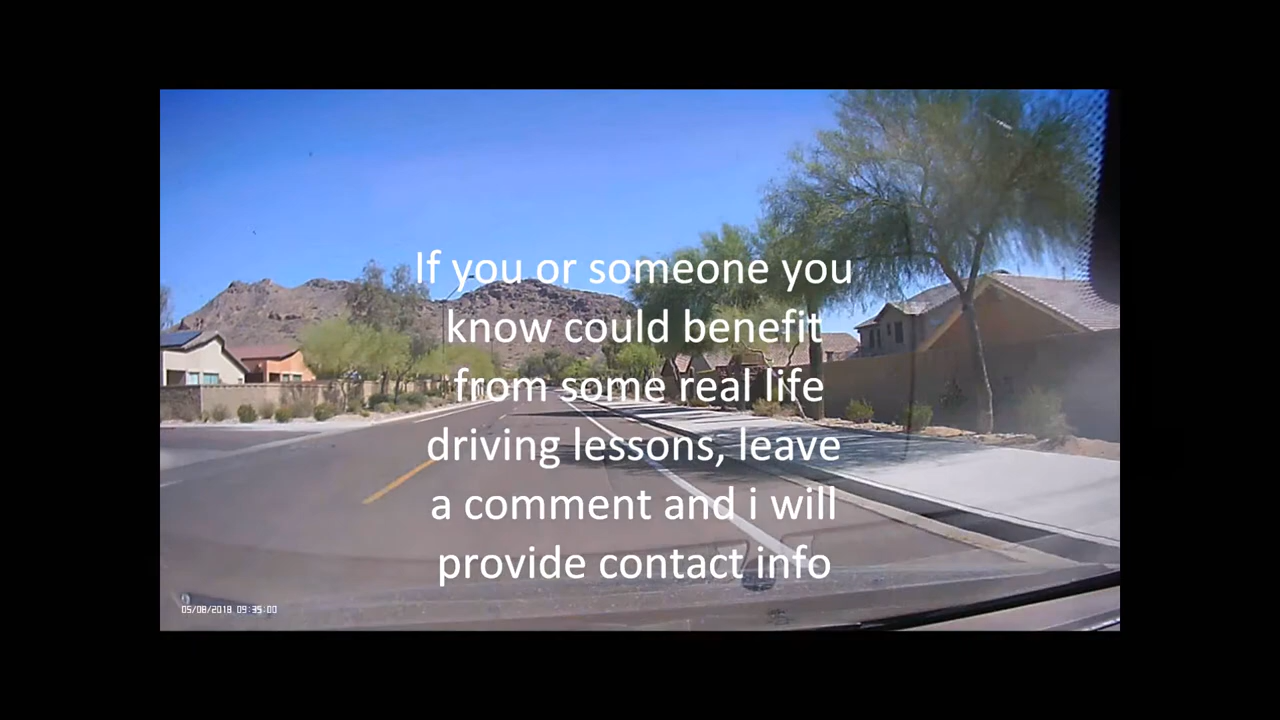 If you or someone you
know could benefit
from some real life
driving lessons, leave
a comment and i will
provide contact info
05/08/2018 09:35:00